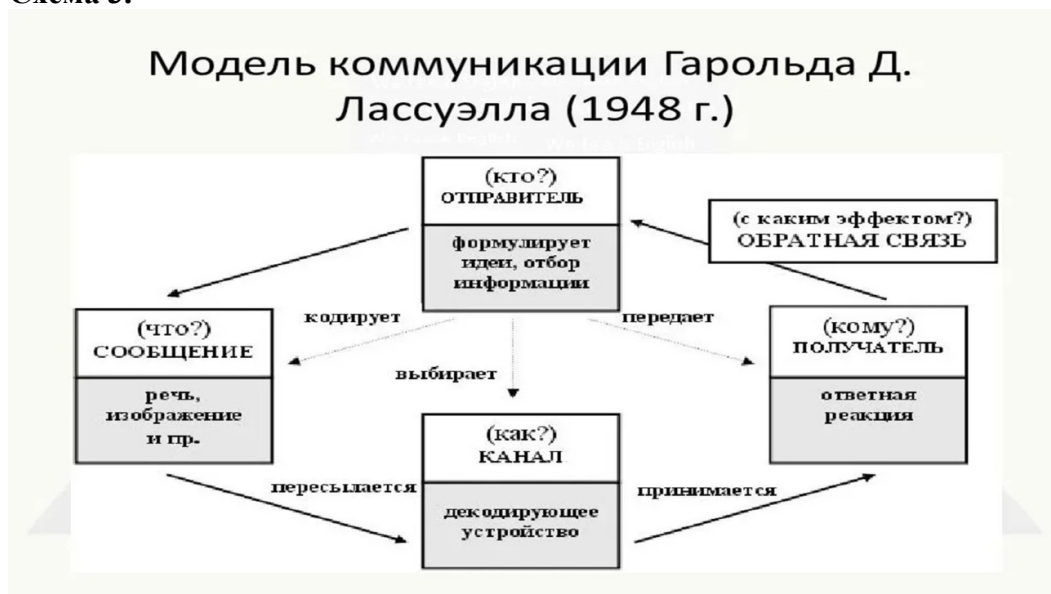 Схема 3.
Модель коммуникации Гарольда Д.
Лассуэлла (1948 г.)
(кто?)
ОТПРАВИТЕЛЬ
формулирует
идеи, отбор
информации
(с каким эффектом?)
ОБРАТНАЯ СВЯЗЬ
кодирует
передает
выбирает
(что?)
СООБЩЕНИЕ
речь,
изображение
и пр.
(кому?)
ПОЛУЧАТЕЛЬ
ответная
реакция
(как?)
КАНАЛ
декодирующее
устройство
пересылается
принимается